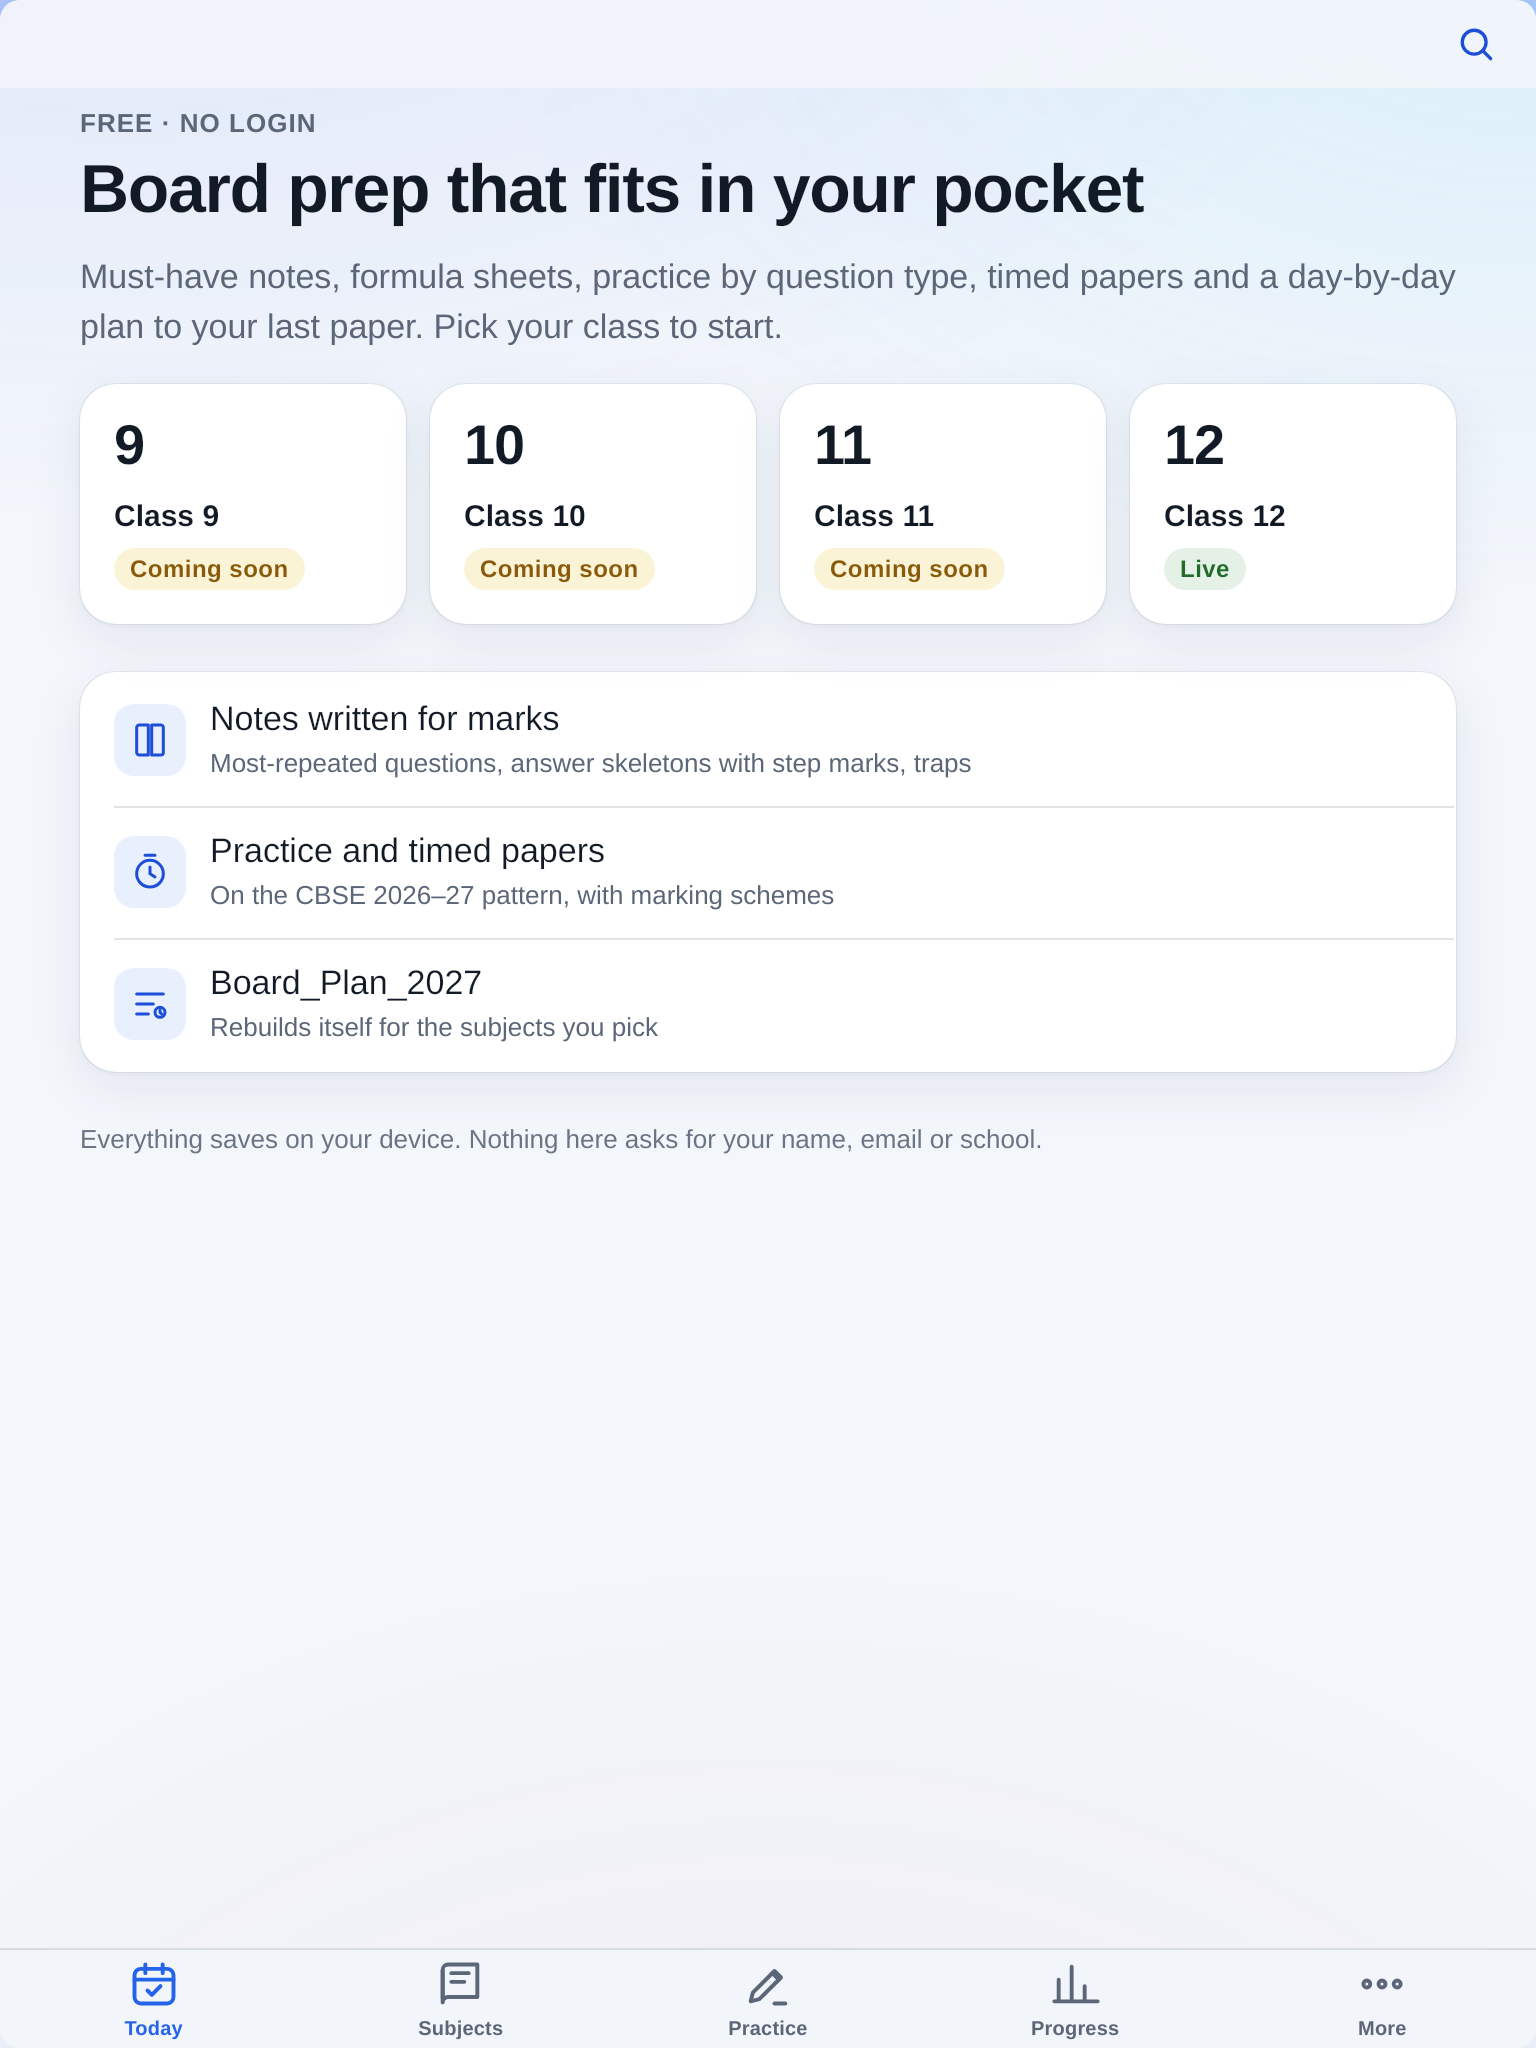 FREE · NO LOGIN
Board prep that fits in your pocket
Must-have notes, formula sheets, practice by question type, timed papers and a day-by-day
plan to your last paper. Pick your class to start.
9
Class 9
Coming soon
10
Class 10
Coming soon
11
Class 11
Coming soon
12
Class 12
Live
Notes written for marks
Most-repeated questions, answer skeletons with step marks, traps
Practice and timed papers
On the CBSE 2026–27 pattern, with marking schemes
Board_Plan_2027
Rebuilds itself for the subjects you pick
Everything saves on your device. Nothing here asks for your name, email or school.
Today
Subjects
Practice
Progress
More